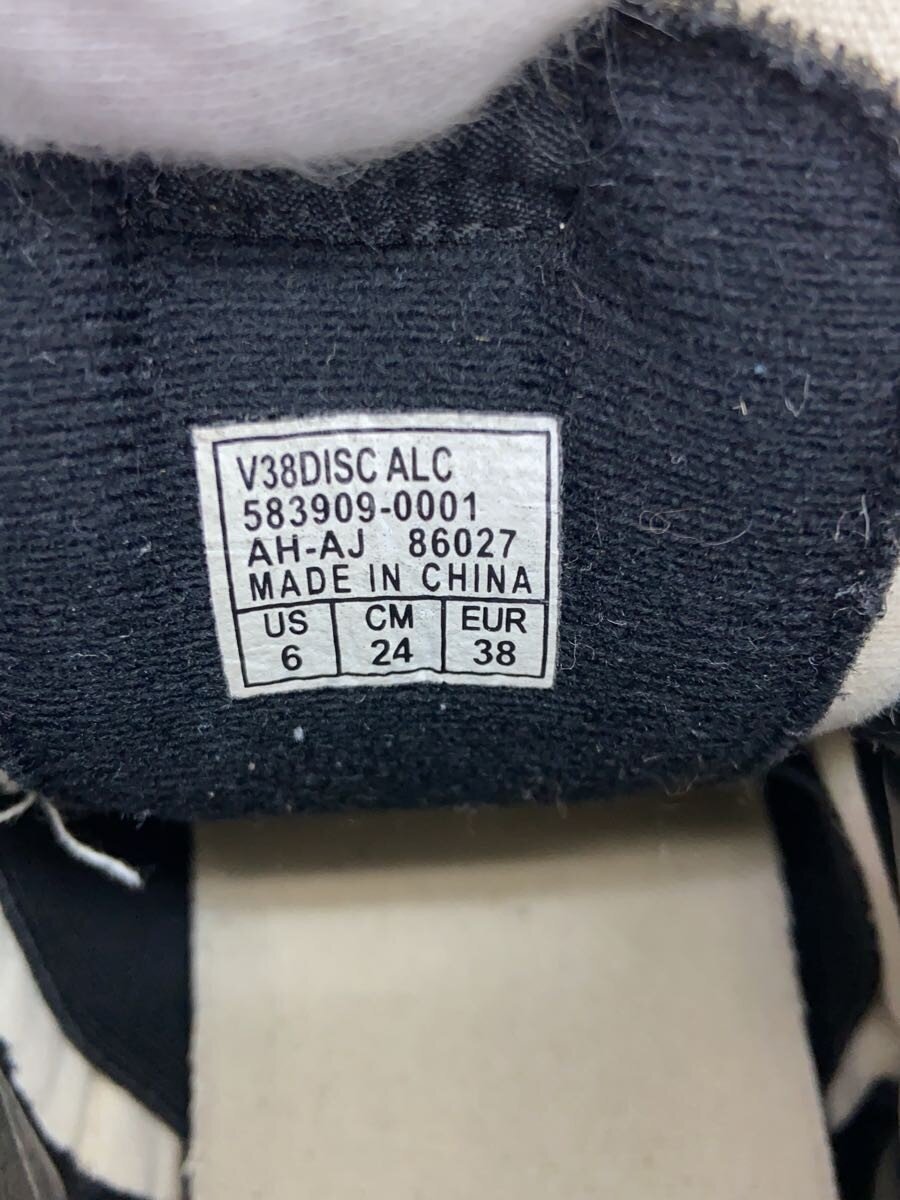 V38DISC ALC
583909-0001
AH-AJ 86027
MADE IN CHINA
US CM EUR
6 24 38